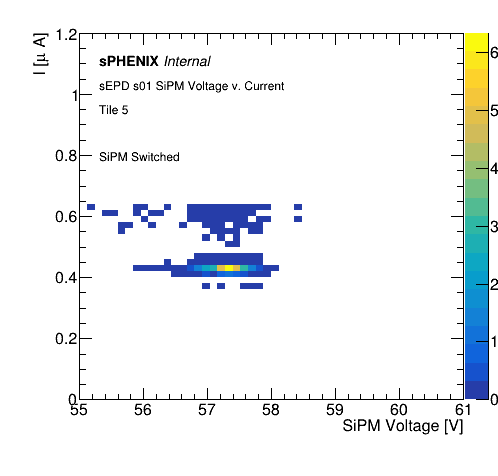 I [μ A]
1.2
1
0.8
0.6
0.4
0.2
0
sPHENIX Internal
sEPD s01 SiPM Voltage v. Current
Tile 5
SiPM Switched
55 56 57 58 59 60 61
SiPM Voltage [V]
6
5
4
3
2
1
0